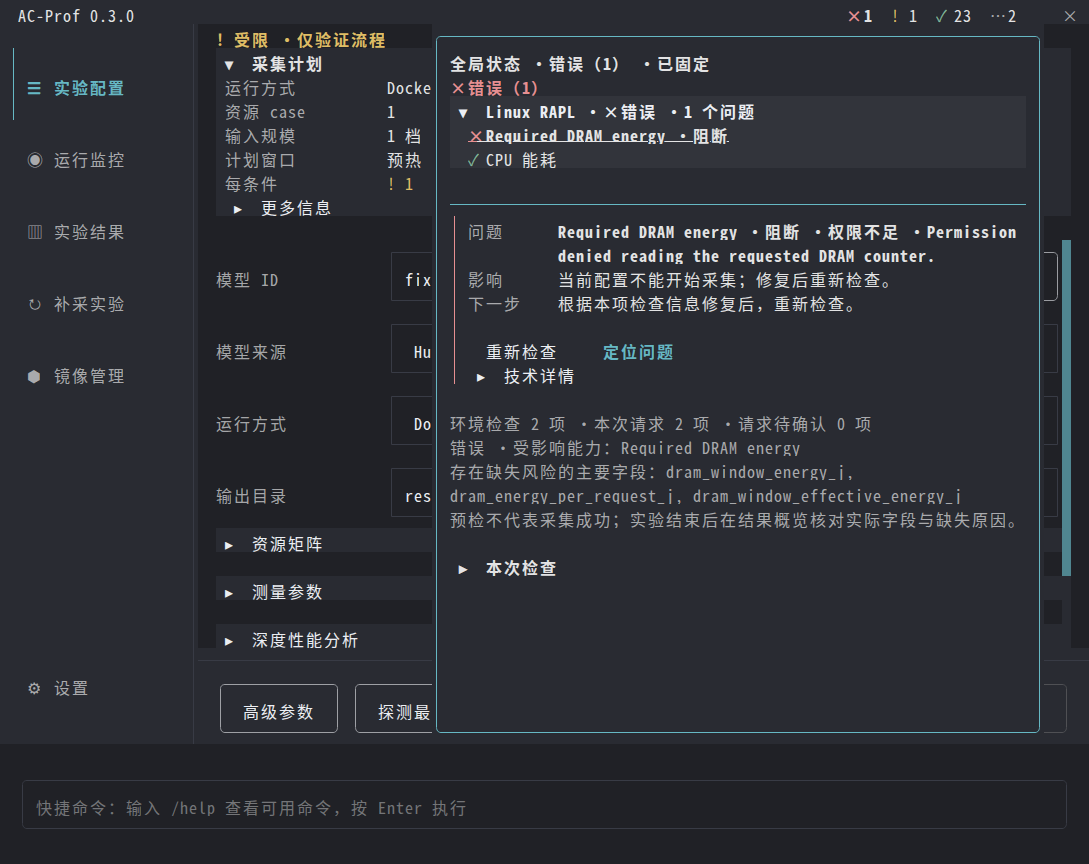 AC-Prof 0.3.0
✕1 ! 1 ✓ 23 ⋯2 ✕
☰ 实验配置
◉ 运行监控
▥ 实验结果
↻ 补采实验
⬢ 镜像管理
⚙ 设置
! 受限 ·仅验证流程
▼ 采集计划
运行方式 Docke
资源 case 1
输入规模 1 档
计划窗口 预热
每条件 ! 1
▶ 更多信息
模型 ID fix
模型来源 Hu
运行方式 Do
输出目录 res
▶ 资源矩阵
▶ 测量参数
▶ 深度性能分析
高级参数 探测最
全局状态 ·错误（1） ·已固定
✕错误（1）
▼ Linux RAPL ·✕错误 ·1 个问题
✕Required DRAM energy ·阻断
✓ CPU 能耗
问题 Required DRAM energy ·阻断 ·权限不足 ·Permission
denied reading the requested DRAM counter.
影响 当前配置不能开始采集；修复后重新检查。
下一步 根据本项检查信息修复后，重新检查。
重新检查 定位问题
▶ 技术详情
环境检查 2 项 ·本次请求 2 项 ·请求待确认 0 项
错误 ·受影响能力：Required DRAM energy
存在缺失风险的主要字段：dram_window_energy_j,
dram_energy_per_request_j, dram_window_effective_energy_j
预检不代表采集成功；实验结束后在结果概览核对实际字段与缺失原因。
▶ 本次检查
快捷命令：输入 /help 查看可用命令，按 Enter 执行